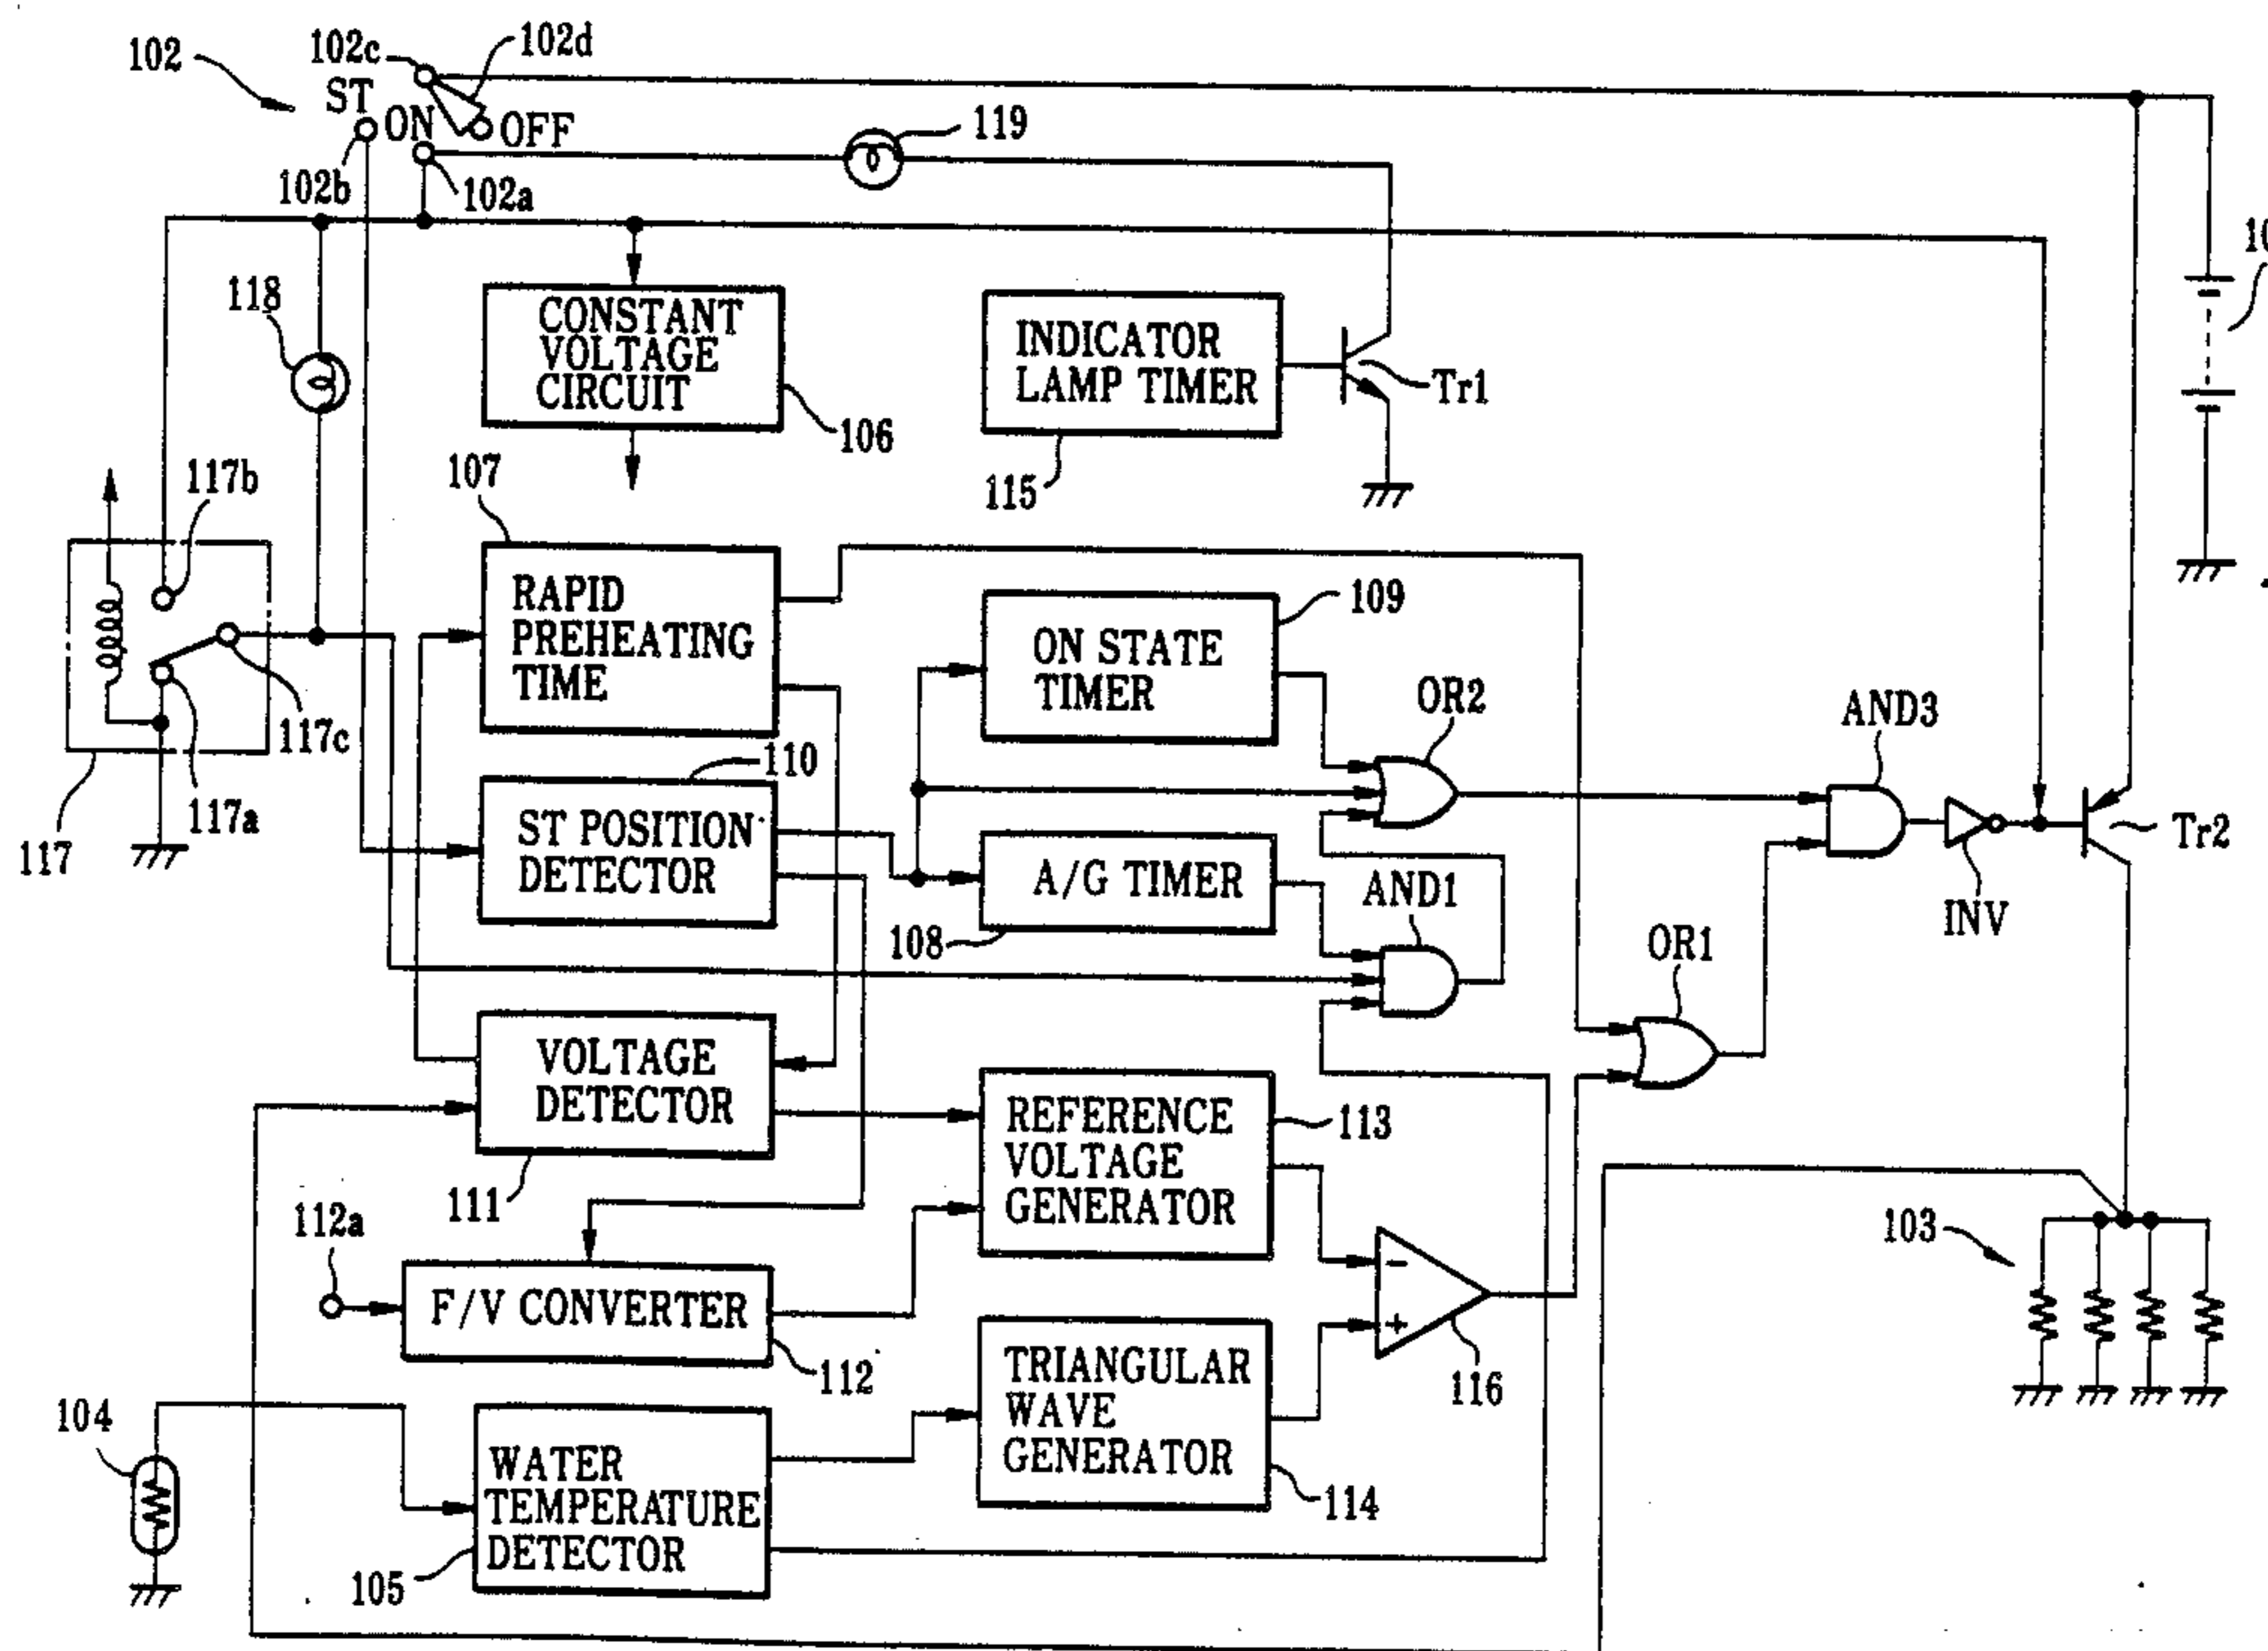 102
102c
102d
ST
ON
OFF
119
102b
102a
118
CONSTANT
VOLTAGE
CIRCUIT
106
INDICATOR
LAMP TIMER
115
Tr1
107
117b
RAPID
PREHEATING
TIME
109
ON STATE
TIMER
OR2
AND3
117c
110
117a
117
ST POSITION
DETECTOR
A/G TIMER
108
AND1
INV
Tr2
OR1
VOLTAGE
DETECTOR
111
REFERENCE
VOLTAGE
GENERATOR
113
112a
103
F/V CONVERTER
112
-
+
116
TRIANGULAR
WAVE
GENERATOR
114
104
WATER
TEMPERATURE
DETECTOR
105